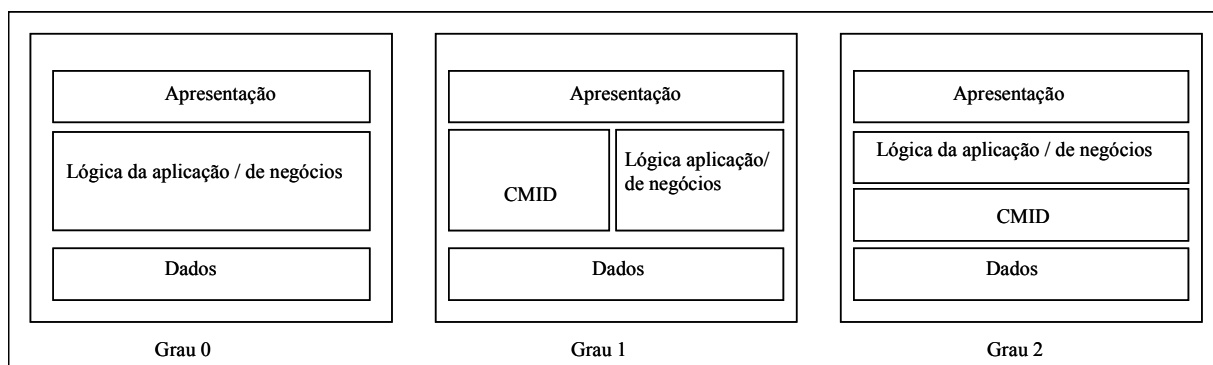 Apresentação
Lógica da aplicação / de negócios
Dados
Grau 0
Apresentação
CMID
Lógica aplicação/
de negócios
Dados
Grau 1
Apresentação
Lógica da aplicação / de negócios
CMID
Dados
Grau 2